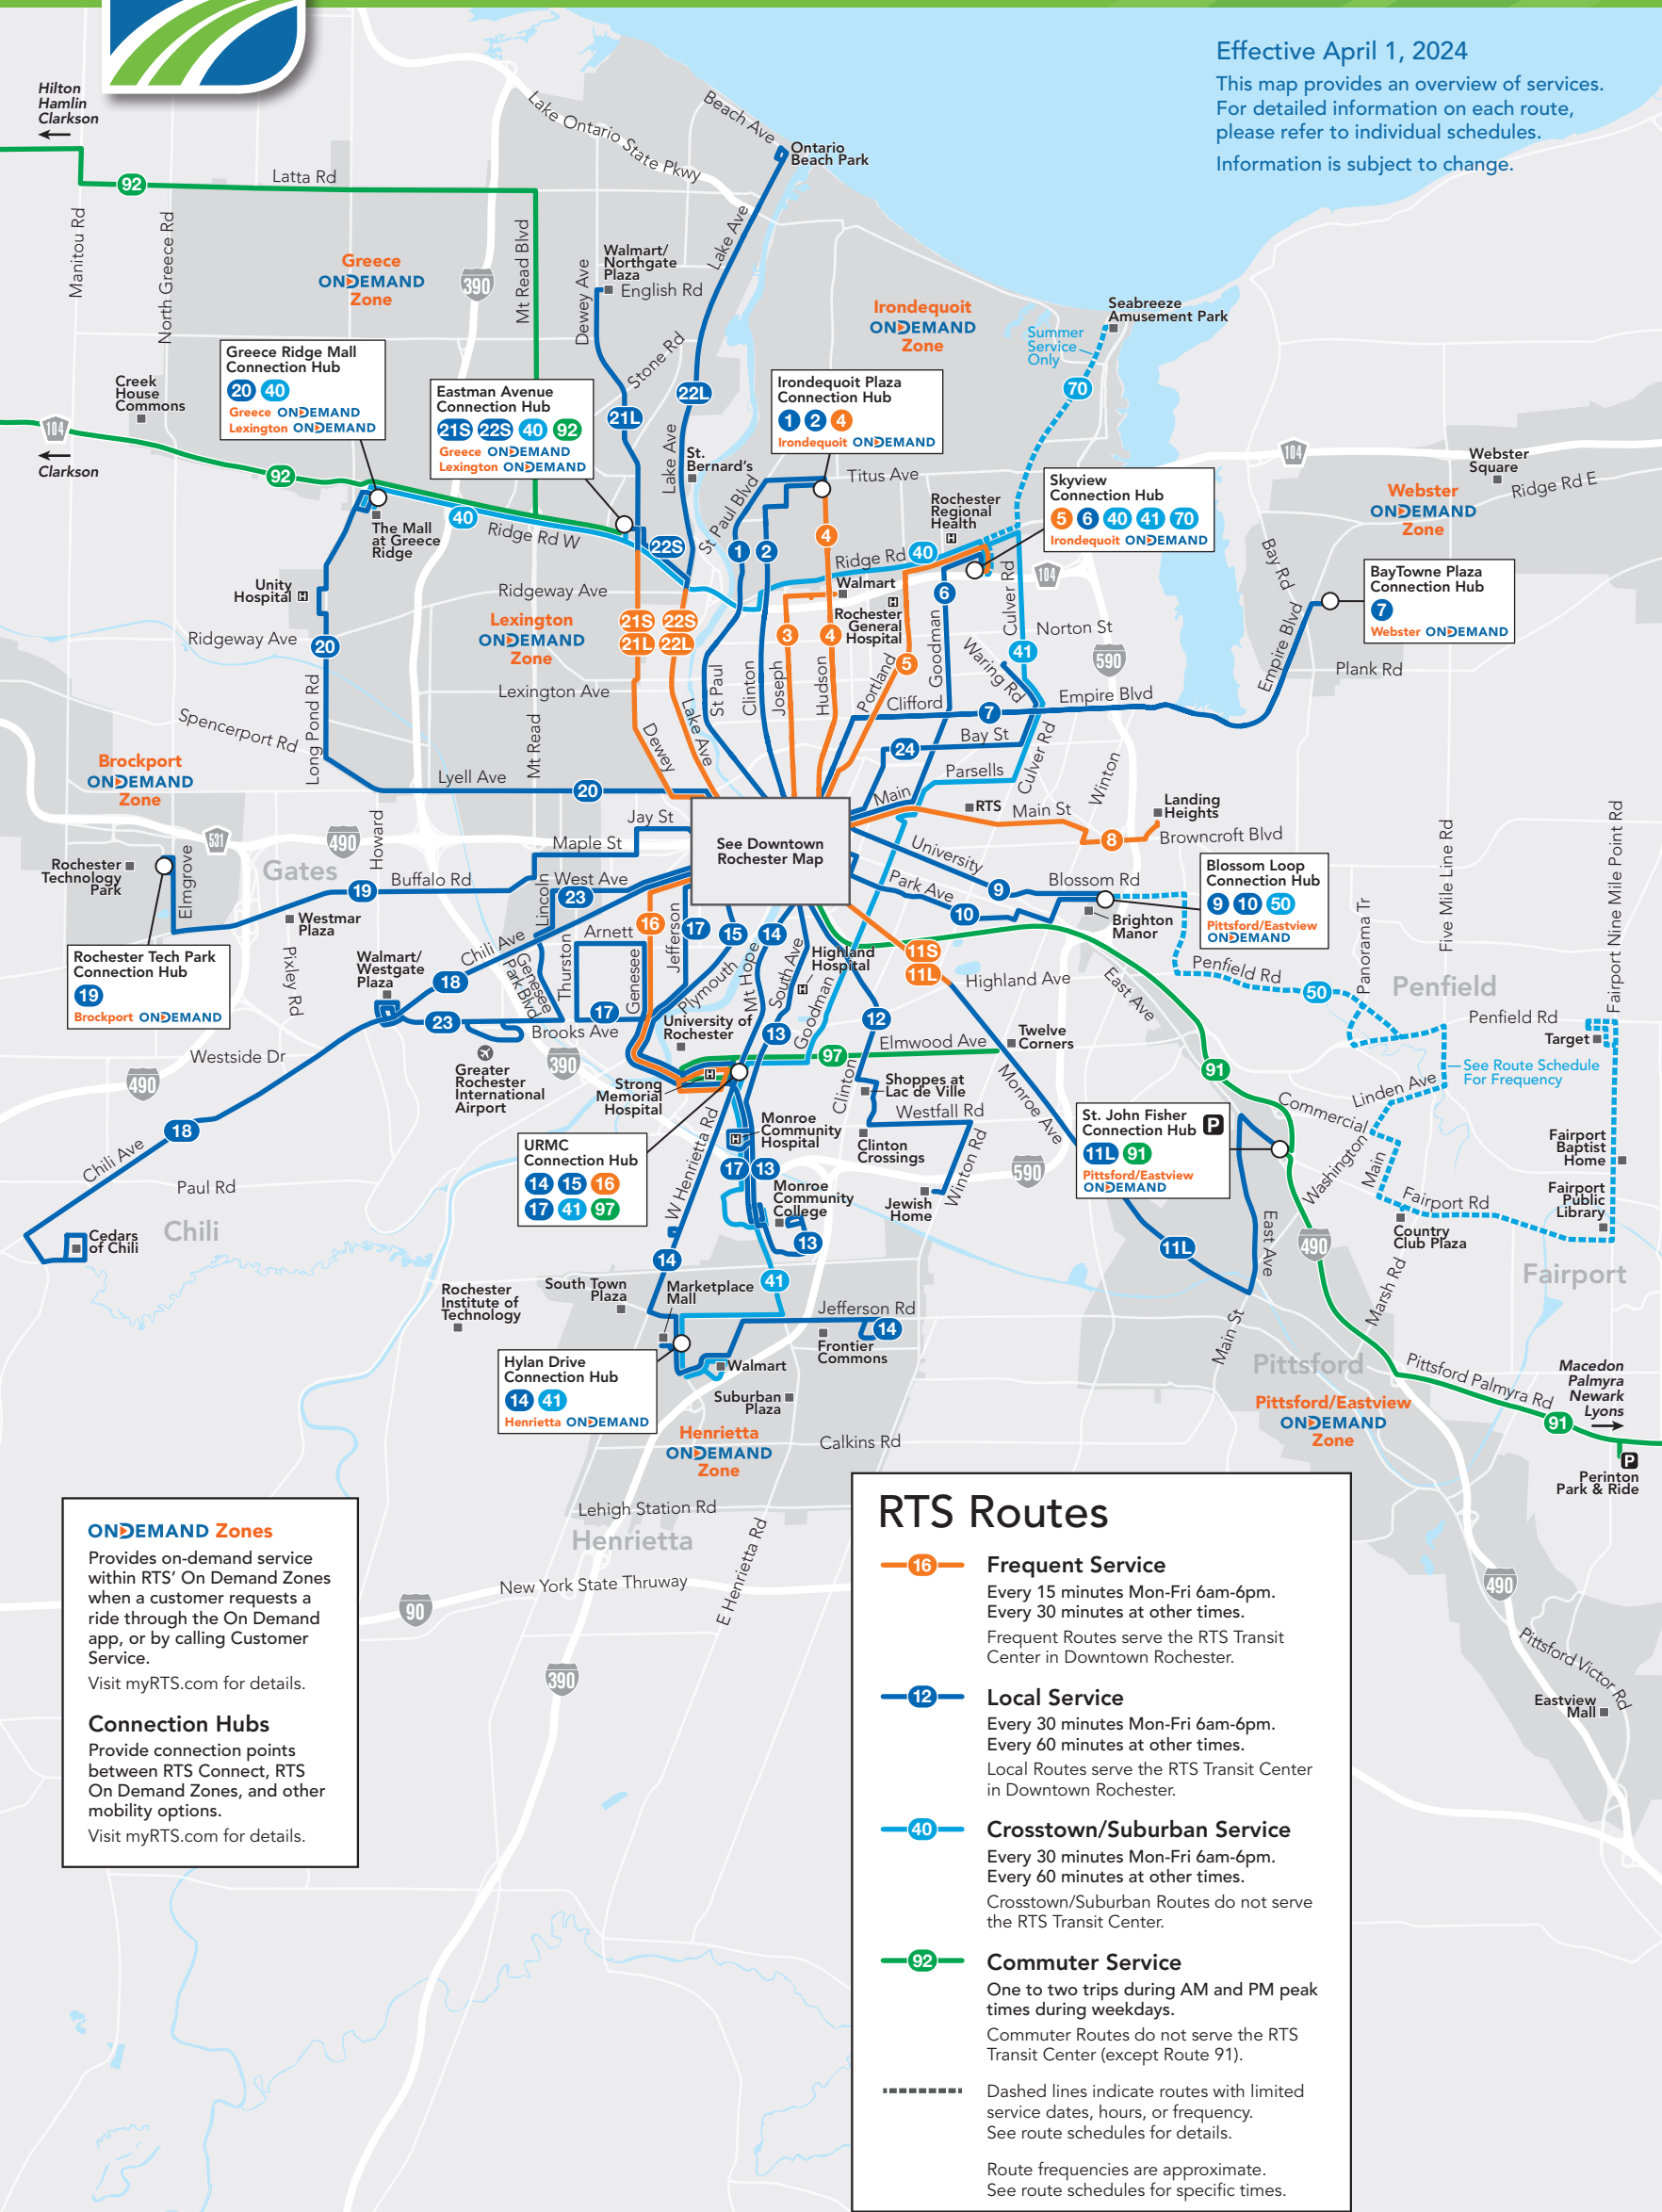 Effective April 1, 2024
This map provides an overview of services.
For detailed information on each route,
please refer to individual schedules.
Information is subject to change.
Hilton
Hamlin
Clarkson
92
Latta Rd
Manitou Rd
North Greece Rd
Mt Read Blvd
Lake Ontario State Pkwy
Beach Ave
Ontario
Beach Park
Lake Ave
Greece
ONDEMAND
Zone
390
Walmart/
Northgate
Plaza
Dewey Ave
English Rd
Stone Rd
Irondequoit
ONDEMAND
Zone
Summer
Service
Only
Seabreeze
Amusement Park
70
Creek
House
Commons
Greece Ridge Mall
Connection Hub
20 40
Greece ONDEMAND
Lexington ONDEMAND
Eastman Avenue
Connection Hub
21S 22S 40 92
Greece ONDEMAND
Lexington ONDEMAND
21L
22L
Lake Ave
St.
Bernard's
Irondequoit Plaza
Connection Hub
1 2 4
Irondequoit ONDEMAND
Titus Ave
St Paul Blvd
104
Clarkson
92
The Mall
at Greece
Ridge
40
Ridge Rd W
22S
1
2
4
Rochester
Regional
Health
H
Ridge Rd
40
Skyview
Connection Hub
5 6 40 41 70
Irondequoit ONDEMAND
104
104
Webster
Square
Ridge Rd E
Webster
ONDEMAND
Zone
Bay Rd
BayTowne Plaza
Connection Hub
7
Webster ONDEMAND
Plank Rd
Empire Blvd
Unity
Hospital H
Ridgeway Ave
20
Long Pond Rd
Spencerport Rd
Ridgeway Ave
Lexington
ONDEMAND
Zone
Lexington Ave
Mt Read
21S 22S
21L 22L
Dewey
Lake Ave
St Paul
Clinton
Joseph
3
4
Hudson
Walmart
H
Rochester
General
Hospital
5
Portland
6
Goodman
Culver Rd
Norton St
41
Waring Rd
590
Clifford
7
Empire Blvd
24
Bay St
Parsells
Culver Rd
Winton
Brockport
ONDEMAND
Zone
Lyell Ave
20
Jay St
See Downtown
Rochester Map
Main
RTS
Main St
Landing
Heights
8
Browncroft Blvd
531
490
Howard
Maple St
Rochester
Technology
Park
Elmgrove
Gates
Buffalo Rd
19
Lincoln
West Ave
23
University
Park Ave
9
10
Blossom Rd
Brighton
Manor
Blossom Loop
Connection Hub
9 10 50
Pittsford/Eastview
ONDEMAND
Five Mile Line Rd
Fairport Nine Mile Point Rd
Panorama Tr
Westmar
Plaza
Pixley Rd
Rochester Tech Park
Connection Hub
19
Brockport ONDEMAND
Walmart/
Westgate
Plaza
Chili Ave
18
23
Genesee
Park Blvd
Thurston
Arnett
17
Genesee
16
Jefferson
17
15
14
Plymouth
Mt Hope
South Ave
Highland
Hospital
H
Goodman
11S
11L
Highland Ave
East Ave
Penfield Rd
50
Penfield
Penfield Rd
Target
See Route Schedule
For Frequency
Brooks Ave
Westside Dr
490
Greater
Rochester
International
Airport
390
University of
Rochester
13
12
97
Elmwood Ave
Twelve
Corners
91
Strong
Memorial
Hospital
H
Clinton
Shoppes at
Lac de Ville
Westfall Rd
Clinton
Crossings
Winton Rd
Monroe Ave
Jewish
Home
590
St. John Fisher
Connection Hub P
11L 91
Pittsford/Eastview
ONDEMAND
Commercial
Linden Ave
Washington
Main
Fairport Rd
Country
Club Plaza
Fairport
Baptist
Home
Fairport
Public
Library
Fairport
18
Chili Ave
Paul Rd
Chili
Cedars
of Chili
URMC
Connection Hub
14 15 16
17 41 97
W Henrietta Rd
H
Monroe
Community
Hospital
17 13
Monroe
Community
College
13
14
41
11L
East Ave
490
Marsh Rd
Main St
Rochester
Institute of
Technology
South Town
Plaza
Marketplace
Mall
Jefferson Rd
14
Frontier
Commons
Walmart
Suburban
Plaza
Hylan Drive
Connection Hub
14 41
Henrietta ONDEMAND
Henrietta
ONDEMAND
Zone
Calkins Rd
Pittsford
Pittsford/Eastview
ONDEMAND
Zone
Pittsford Palmyra Rd
Macedon
Palmyra
Newark
Lyons
91
P
Perinton
Park & Ride
Lehigh Station Rd
Henrietta
New York State Thruway
90
E Henrietta Rd
390
490
Pittsford Victor Rd
Eastview
Mall
ONDEMAND Zones
Provides on-demand service
within RTS' On Demand Zones
when a customer requests a
ride through the On Demand
app, or by calling Customer
Service.
Visit myRTS.com for details.
Connection Hubs
Provide connection points
between RTS Connect, RTS
On Demand Zones, and other
mobility options.
Visit myRTS.com for details.
RTS Routes
16 Frequent Service
Every 15 minutes Mon-Fri 6am-6pm.
Every 30 minutes at other times.
Frequent Routes serve the RTS Transit
Center in Downtown Rochester.
12 Local Service
Every 30 minutes Mon-Fri 6am-6pm.
Every 60 minutes at other times.
Local Routes serve the RTS Transit Center
in Downtown Rochester.
40 Crosstown/Suburban Service
Every 30 minutes Mon-Fri 6am-6pm.
Every 60 minutes at other times.
Crosstown/Suburban Routes do not serve
the RTS Transit Center.
92 Commuter Service
One to two trips during AM and PM peak
times during weekdays.
Commuter Routes do not serve the RTS
Transit Center (except Route 91).
Dashed lines indicate routes with limited
service dates, hours, or frequency.
See route schedules for details.
Route frequencies are approximate.
See route schedules for specific times.